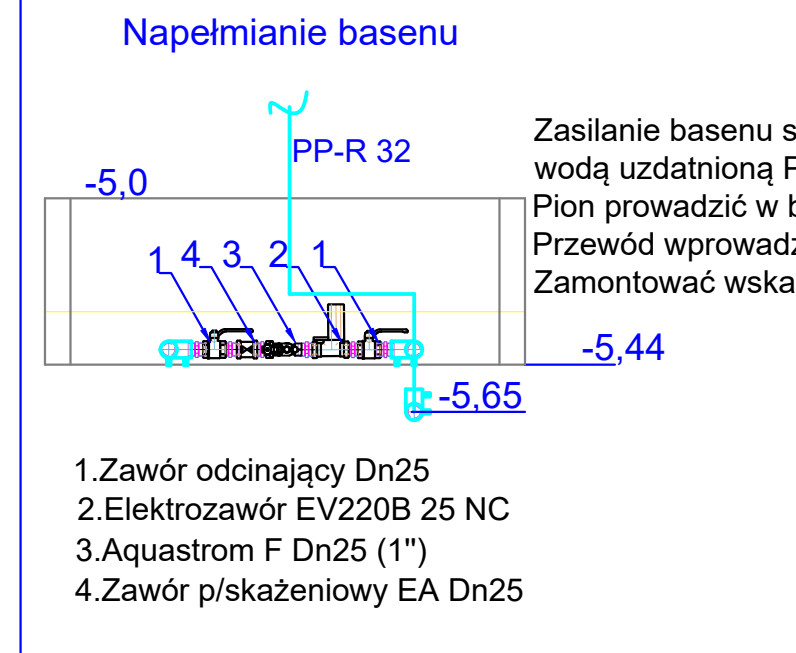 Napełmianie basenu
PP-R 32
-5,0
Zasilanie basenu s
wodą uzdatnioną P
Pion prowadzić w b
Przewód wprowadz
Zamontować wska
1 4 3 2 1
-5,44
-5,65
1.Zawór odcinający Dn25
2.Elektrozawór EV220B 25 NC
3.Aquastrom F Dn25 (1")
4.Zawór p/skażeniowy EA Dn25